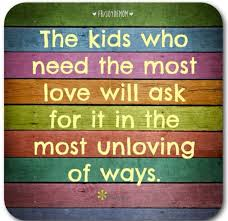 The kids who
need the most
love will ask
for it in the
most unloving
of ways.
*